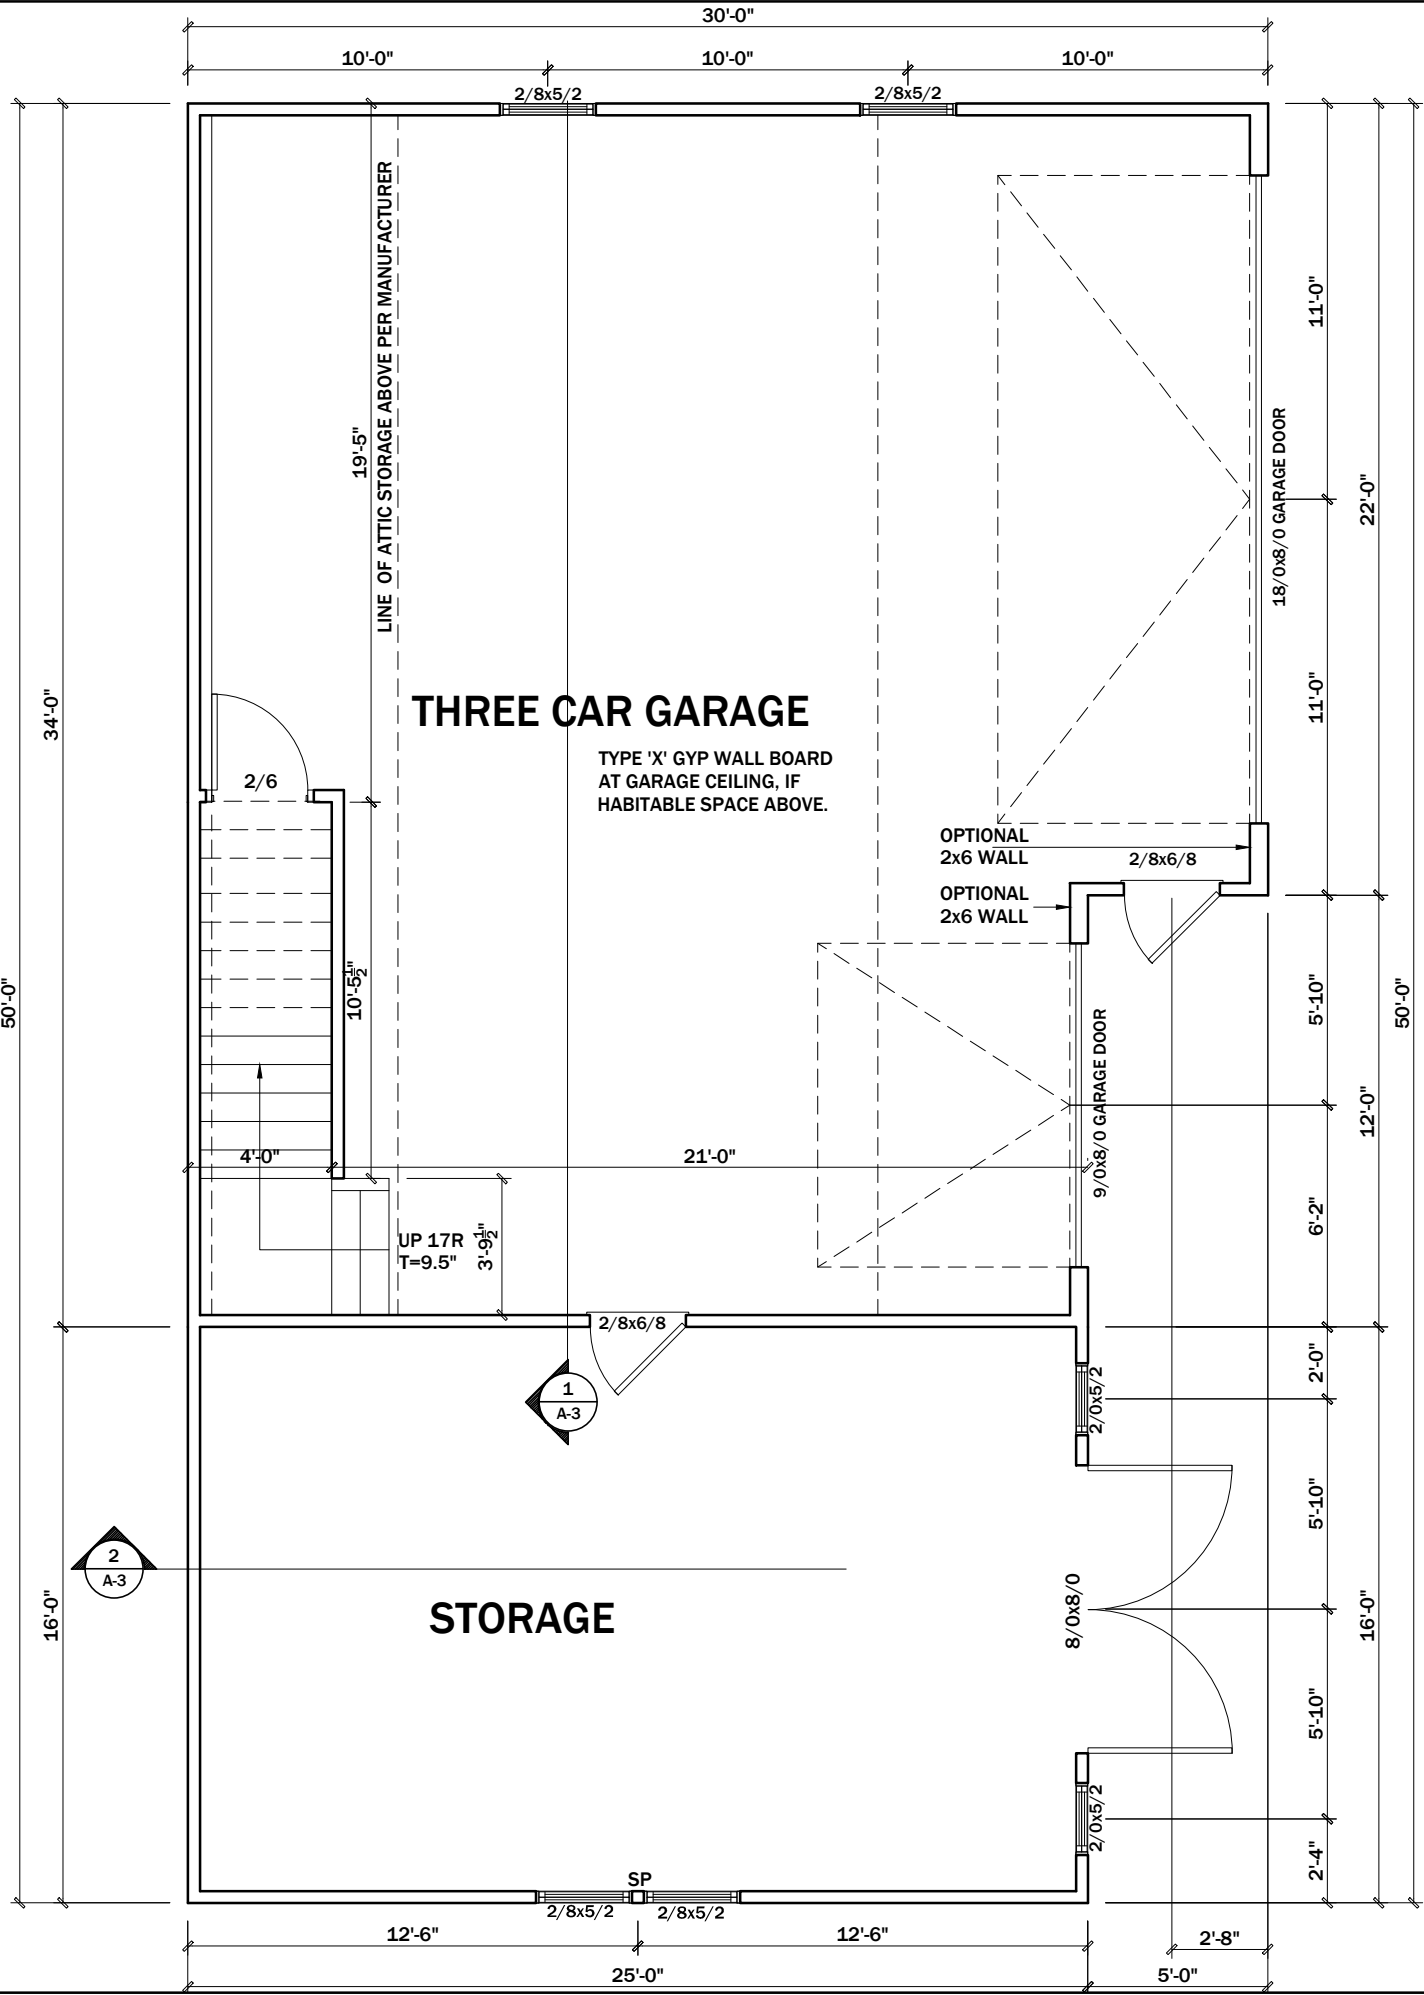 30'-0"
10'-0" 10'-0" 10'-0"
2/8x5/2 2/8x5/2
LINE OF ATTIC STORAGE ABOVE PER MANUFACTURER
19'-5"
11'-0"
22'-0"
18/0x8/0 GARAGE DOOR
11'-0"
34'-0"
50'-0"
THREE CAR GARAGE
TYPE 'X' GYP WALL BOARD
AT GARAGE CEILING, IF
HABITABLE SPACE ABOVE.
2/6
OPTIONAL
2x6 WALL
2/8x6/8
OPTIONAL
2x6 WALL
10'-5½"
5'-10"
50'-0"
9/0x8/0 GARAGE DOOR
12'-0"
4'-0" 21'-0"
6'-2"
UP 17R
T=9.5"
3'-9½"
2/8x6/8
2'-0"
2/0x5/2
1
A-3
5'-10"
2
A-3
STORAGE
8/0x8/0
16'-0"
16'-0"
5'-10"
2/0x5/2
2'-4"
SP
2/8x5/2 2/8x5/2
12'-6" 12'-6" 2'-8"
25'-0" 5'-0"